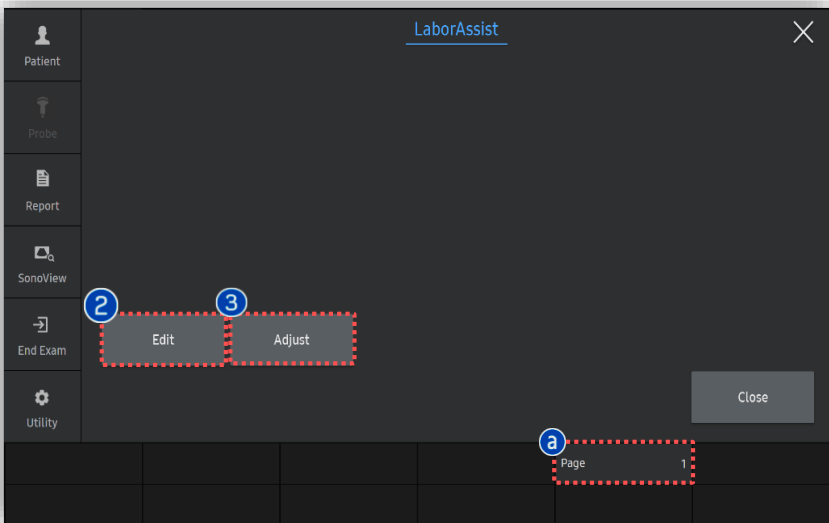 LaborAssist
Patient
Probe
Report
SonoView
2
3
Edit
Adjust
End Exam
Close
Utility
a
Page 1